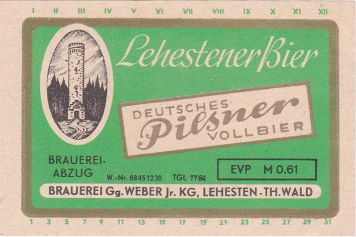 I II III IV V VI VII VIII IX X XI XII
Lehestener Bier
DEUTSCHES
Pilsner
VOLLBIER
BRAUEREI-
ABZUG
W.-Nr. 68451230 TGL 7764
EVP M 0.61
BRAUEREI Gg. WEBER Jr. KG, LEHESTEN-TH.WALD
1 3 5 7 9 11 13 15 17 19 21 23 25 27 29 31